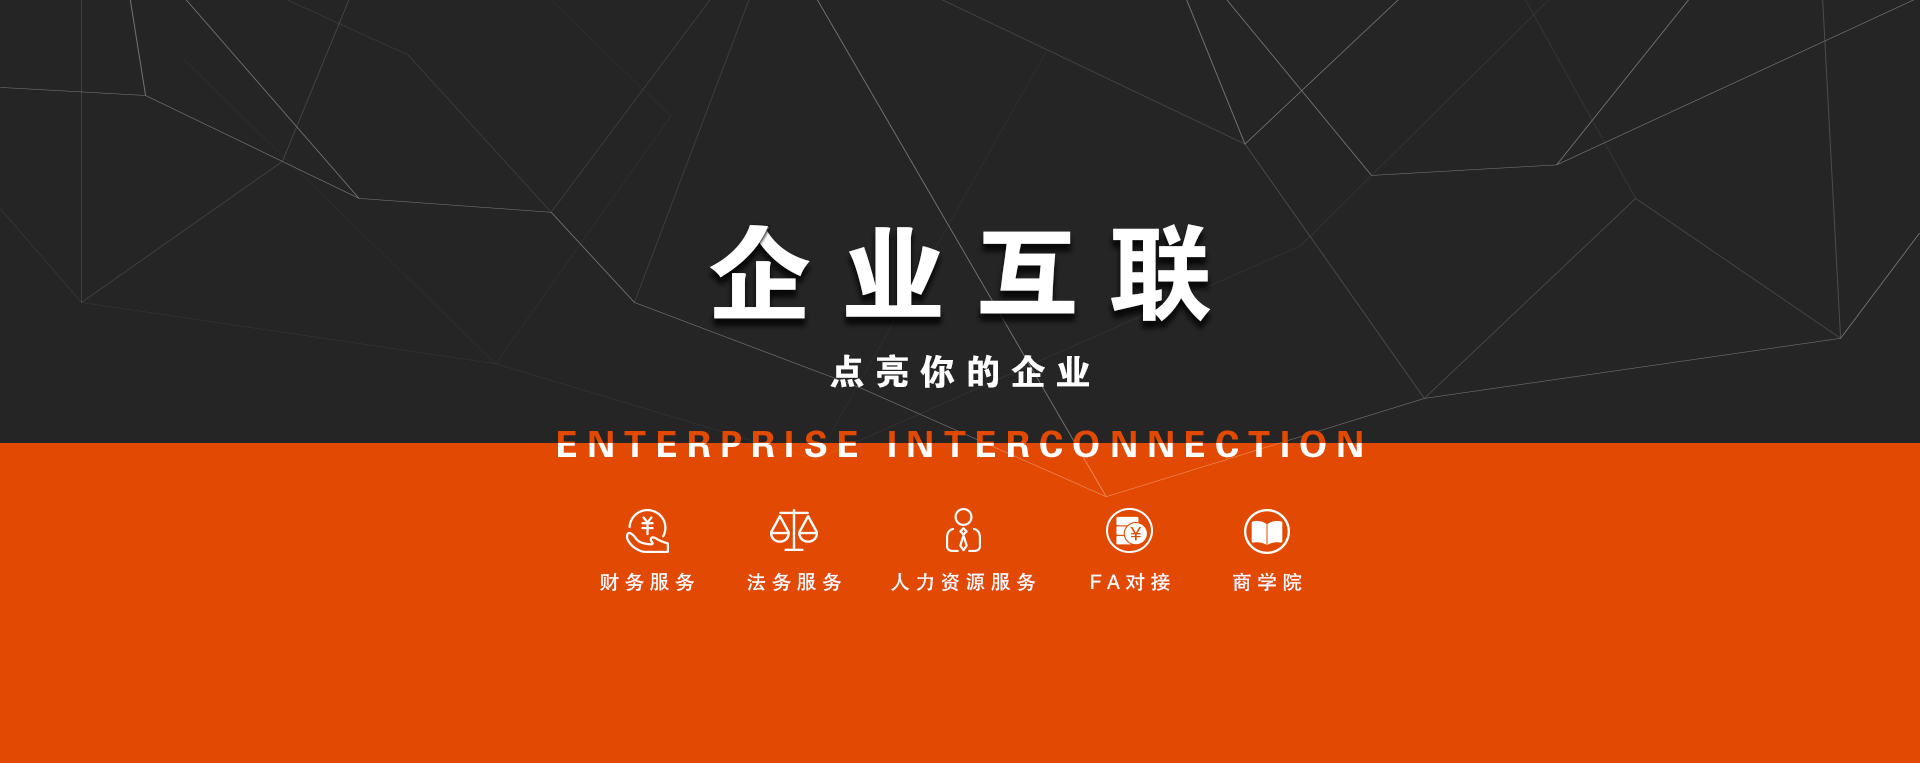 企业互联
点亮你的企业
ENTERPRISE INTERCONNECTION
财务服务 法务服务 人力资源服务 FA对接 商学院